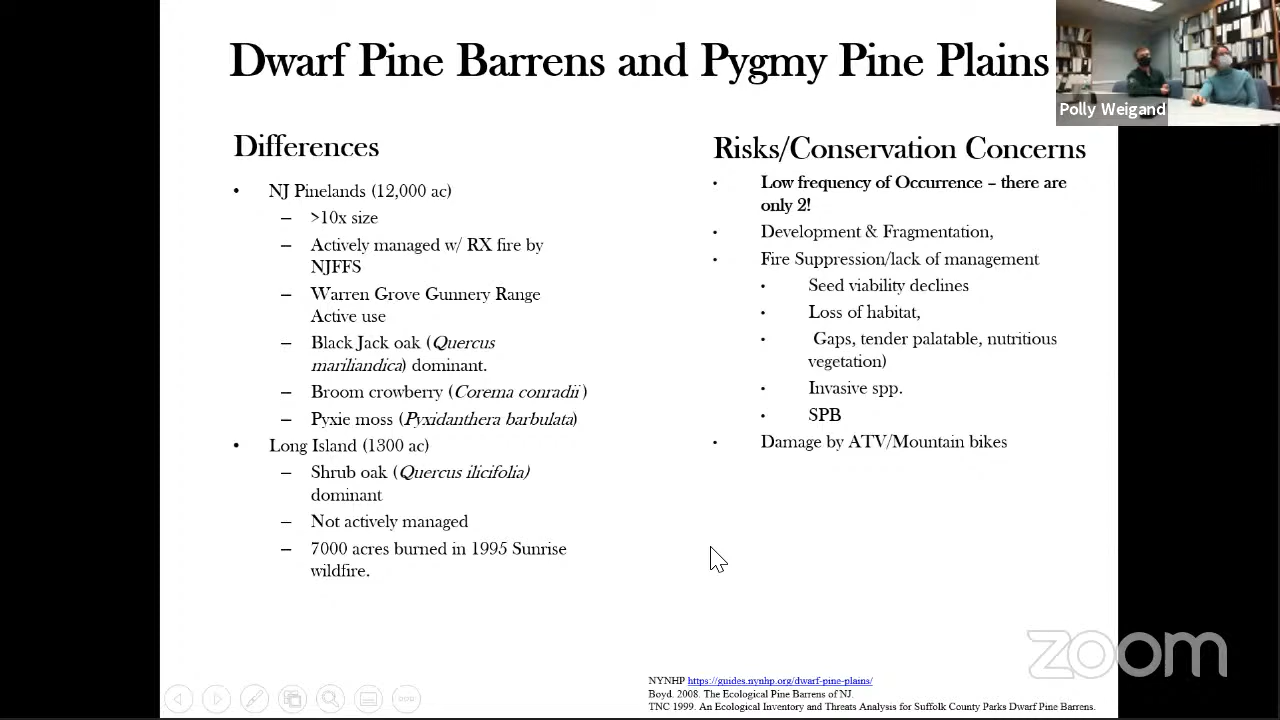 Dwarf Pine Barrens and Pygmy Pine Plains
Polly Weigand
Differences
• NJ Pinelands (12,000 ac)
– >10x size
– Actively managed w/ RX fire by
NJFFS
– Warren Grove Gunnery Range
Active use
– Black Jack oak (Quercus
mariliandica) dominant.
– Broom crowberry (Corema conradii )
– Pyxie moss (Pyxidanthera barbulata)
• Long Island (1300 ac)
– Shrub oak (Quercus ilicifolia)
dominant
– Not actively managed
– 7000 acres burned in 1995 Sunrise
wildfire.
Risks/Conservation Concerns
• Low frequency of Occurrence – there are
only 2!
• Development & Fragmentation,
• Fire Suppression/lack of management
• Seed viability declines
• Loss of habitat,
• Gaps, tender palatable, nutritious
vegetation)
• Invasive spp.
• SPB
• Damage by ATV/Mountain bikes
zoom
NYNHP https://guides.nynhp.org/dwarf-pine-plains/
Boyd. 2008. The Ecological Pine Barrens of NJ.
TNC 1999. An Ecological Inventory and Threats Analysis for Suffolk County Parks Dwarf Pine Barrens.